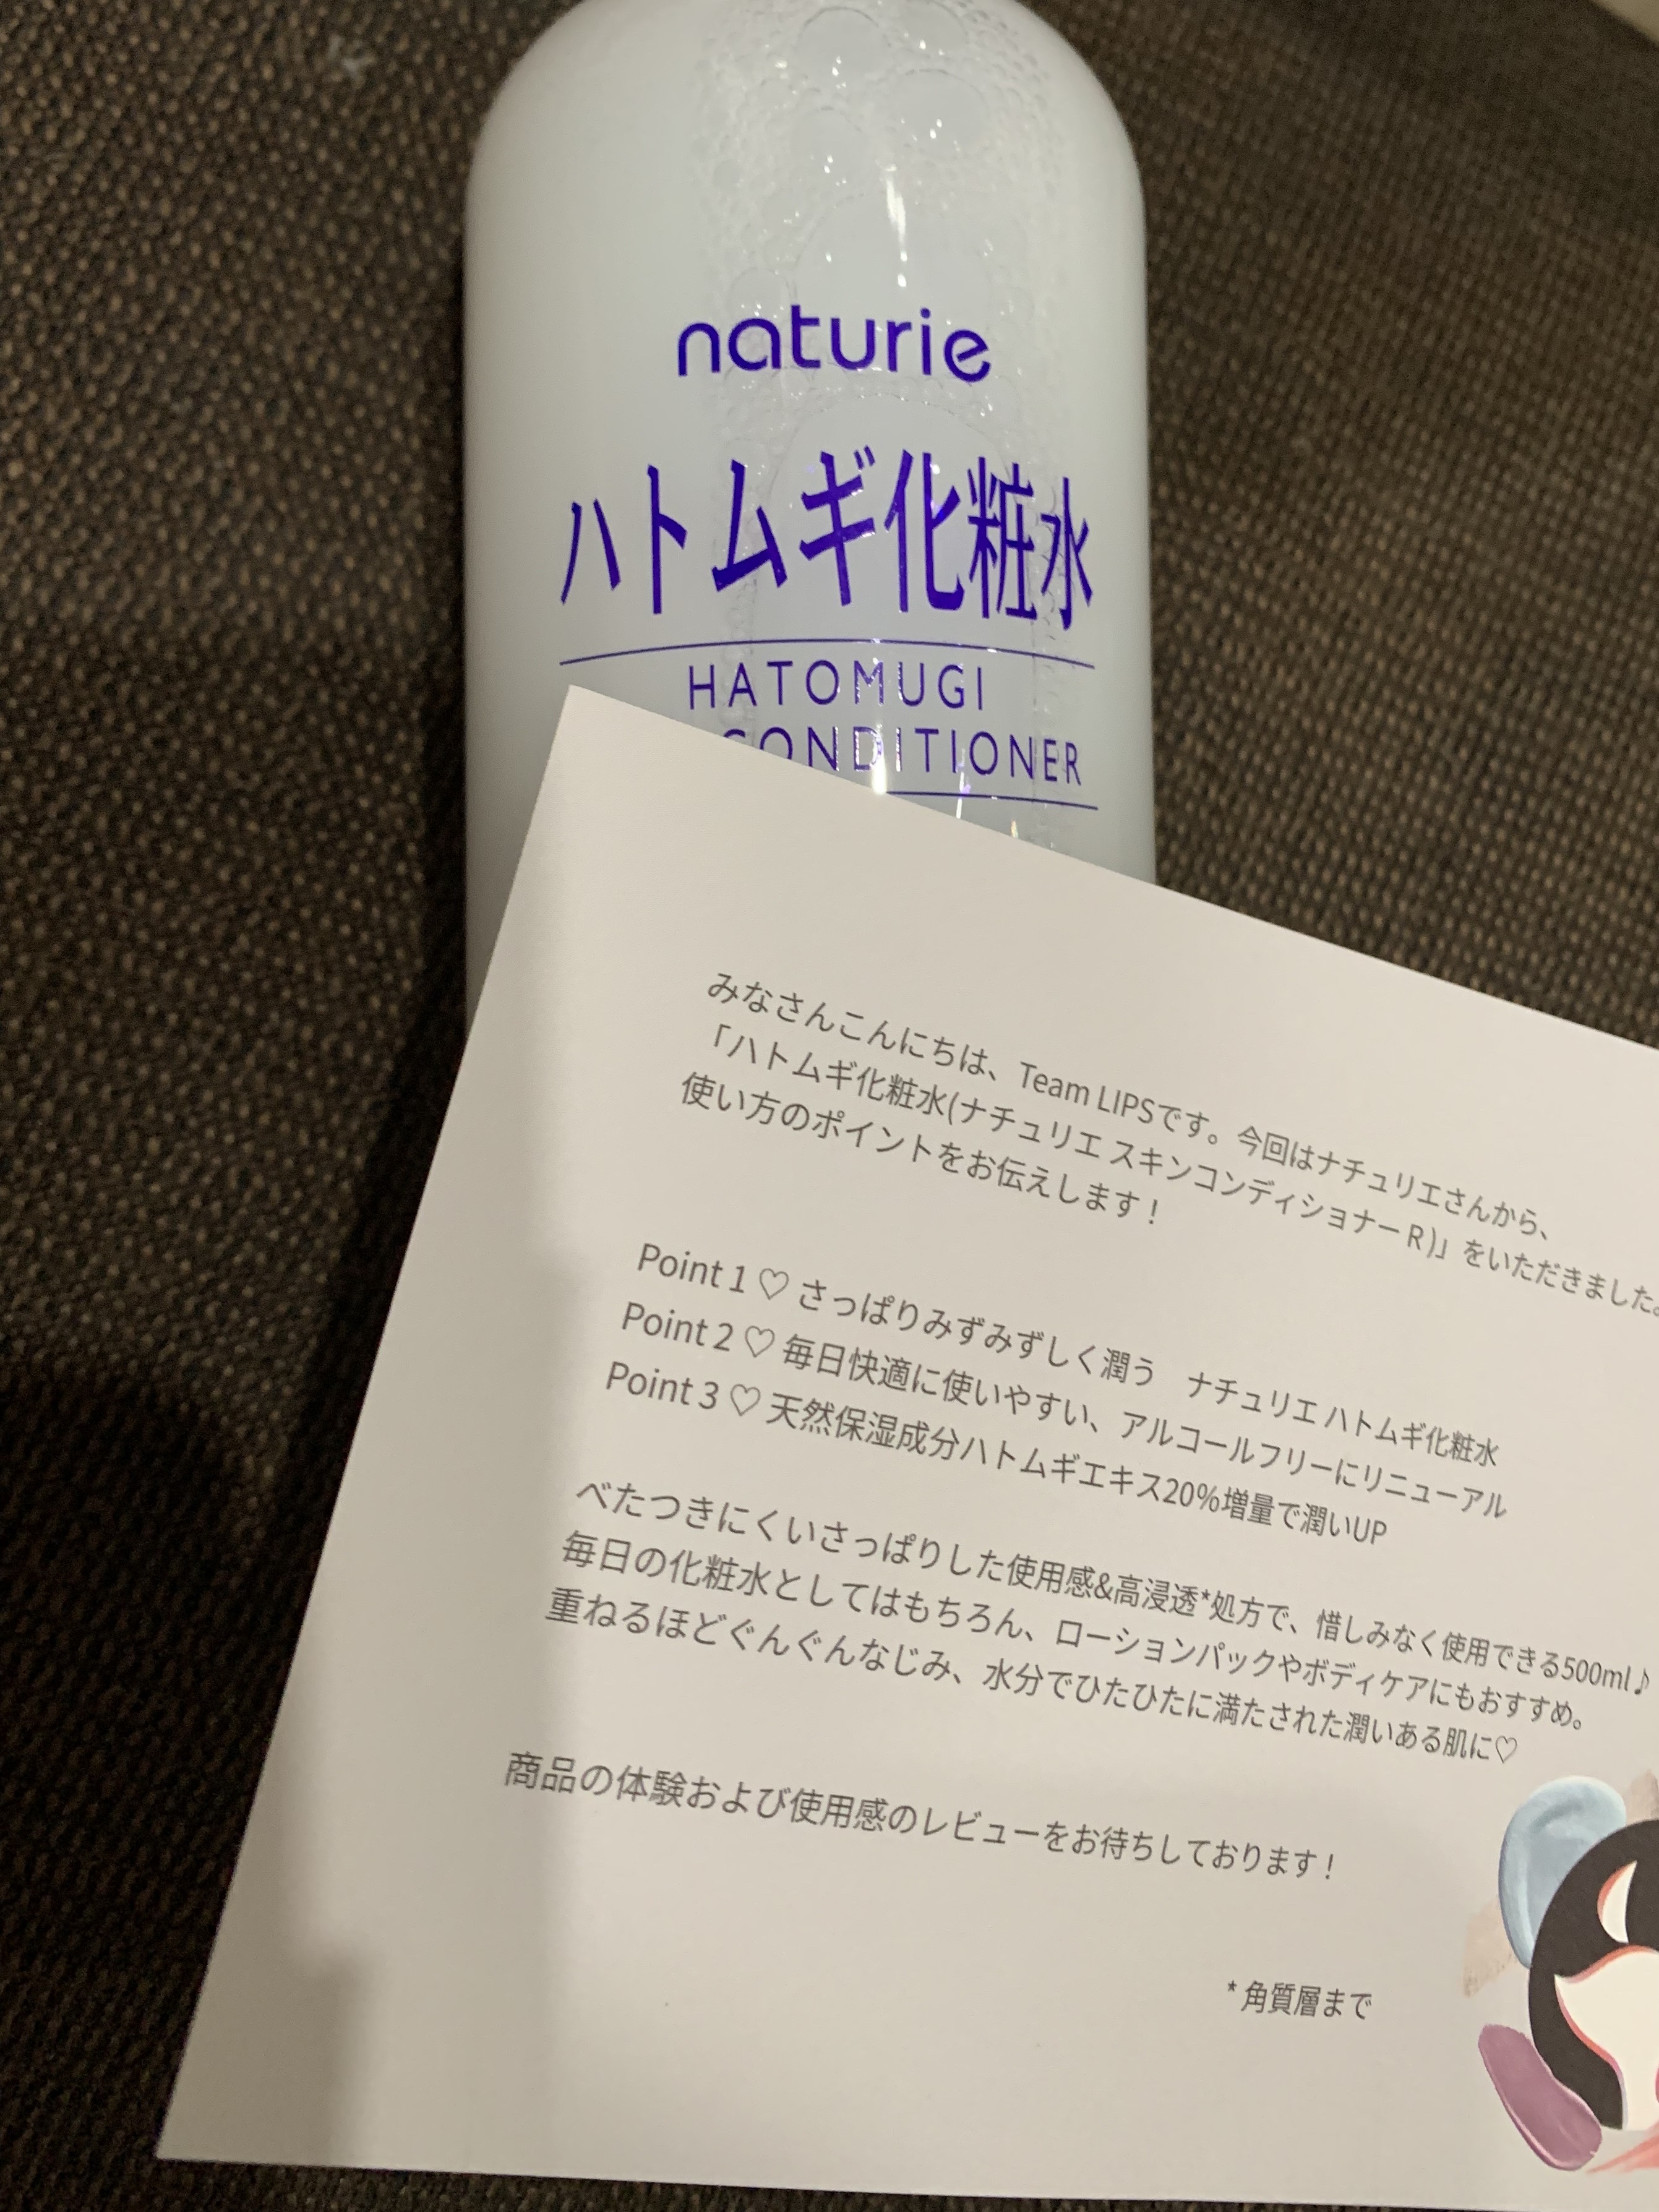 naturie
ハトムギ化粧水
HATOMUGI
CONDITIONER
みなさんこんにちは、Team LIPSです。今回はナチュリエさんから、
「ハトムギ化粧水(ナチュリエ スキンコンディショナー R)」をいただきました。
使い方のポイントをお伝えします!
Point 1 ♡ さっぱりみずみずしく潤う　ナチュリエ ハトムギ化粧水
Point 2 ♡ 毎日快適に使いやすい、アルコールフリーにリニューアル
Point 3 ♡ 天然保湿成分ハトムギエキス20%増量で潤いUP
べたつきにくいさっぱりした使用感&高浸透*処方で、惜しみなく使用できる500ml♪
毎日の化粧水としてはもちろん、ローションパックやボディケアにもおすすめ。
重ねるほどぐんぐんなじみ、水分でひたひたに満たされた潤いある肌に♡
商品の体験および使用感のレビューをお待ちしております!
* 角質層まで